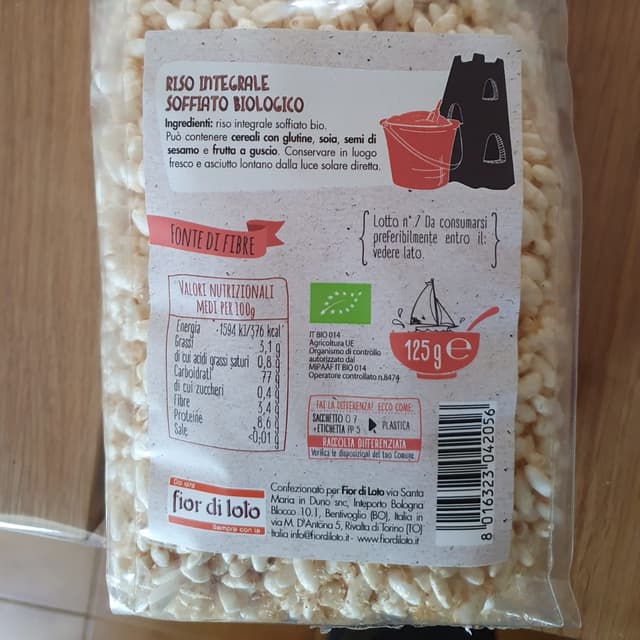 RISO INTEGRALE
SOFFIATO BIOLOGICO
Ingredienti: riso integrale soffiato bio.
Può contenere cereali con glutine, soia, semi di
sesamo e frutta a guscio. Conservare in luogo
fresco e asciutto lontano dalla luce solare diretta.
FONTE DI FIBRE
Lotto n° / Da consumarsi
preferibilmente entro il:
vedere lato.
VALORI NUTRIZIONALI
MEDI PER 100g
Energia 1594 kJ/376 kcal
Grassi 3,1 g
di cui acidi grassi saturi 0,8 g
Carboidrati 77 g
di cui zuccheri 0,4 g
Fibre 3,4 g
Proteine 8,6 g
Sale <0,01 g
IT BIO 014
Agricoltura UE
Organismo di controllo
autorizzato dal
MIPAAF IT BIO 014
Operatore controllato n.8474
125g e
FAI LA DIFFERENZA! ECCO COME:
SACCHETTO O 7
+ETICHETTA PP 5
PLASTICA
RACCOLTA DIFFERENZIATA
Verifica le disposizioni del tuo Comune.
fior di loto
Sempre con te
Confezionato per Fior di Loto via Santa
Maria in Duno snc, Interporto Bologna
Blocco 10.1, Bentivoglio (BO), Italia in
via M. D'Antona 5, Rivalta di Torino (TO)
Italia info@fiordiloto.it - www.fiordiloto.it
8 016323 042056